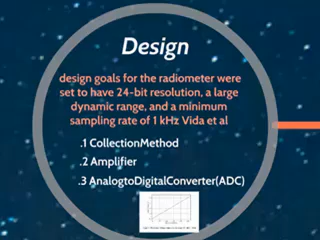 Design
design goals for the radiometer were
set to have 24-bit resolution, a large
dynamic range, and a minimum
sampling rate of 1 kHz Vida et al
.1 CollectionMethod
.2 Amplifier
.3 AnalogtoDigitalConverter(ADC)